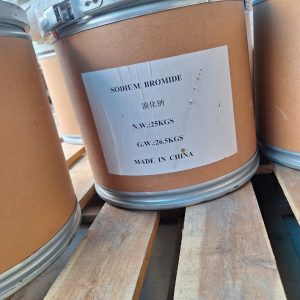 SODIUM BROMIDE
溴化钠
N.W.:25KGS
G.W.:26.5KGS
MADE IN CHINA